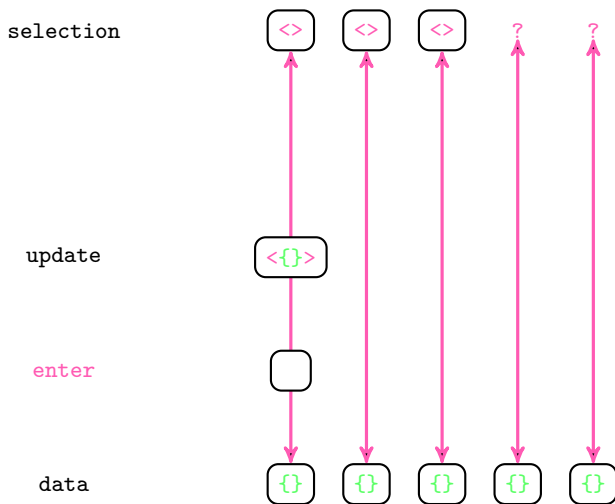 selection <> <> <> ? ?
update <{}>
enter
data {} {} {} {} {}